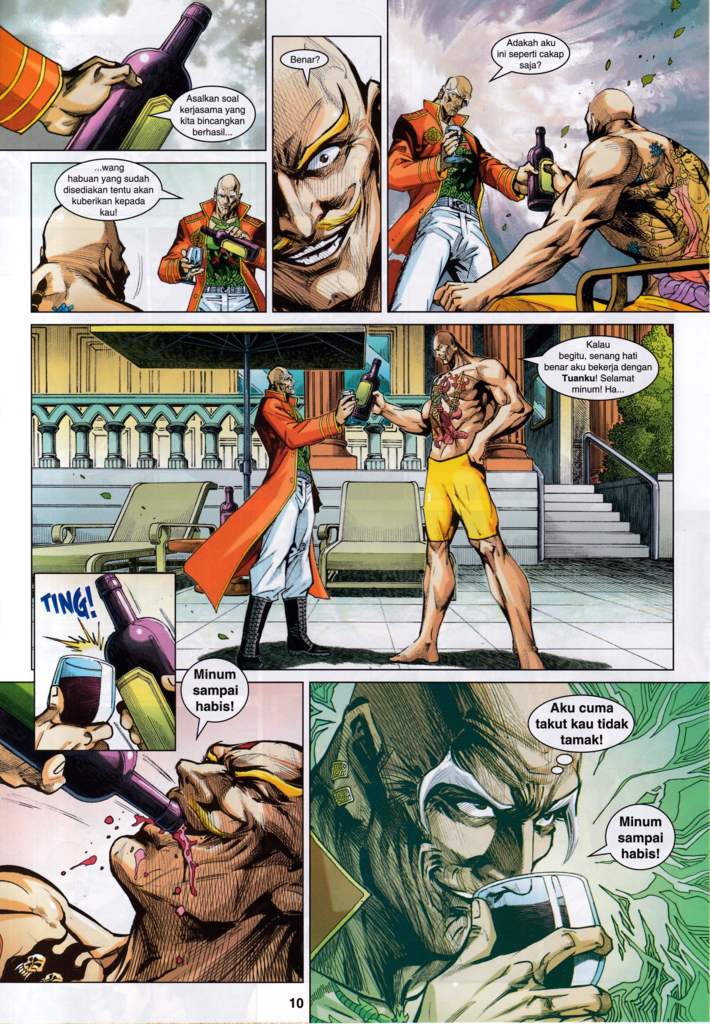 Asalkan soal
kerjasama yang
kita bincangkan
berhasil...
...wang
habuan yang sudah
disediakan tentu akan
kuberikan kepada
kau!
Benar?
Adakah aku
ini seperti cakap
saja?
Kalau
begitu, senang hati
benar aku bekerja dengan
Tuanku! Selamat
minum! Ha...
TING!
Minum
sampai
habis!
Aku cuma
takut kau tidak
tamak!
Minum
sampai
habis!
10